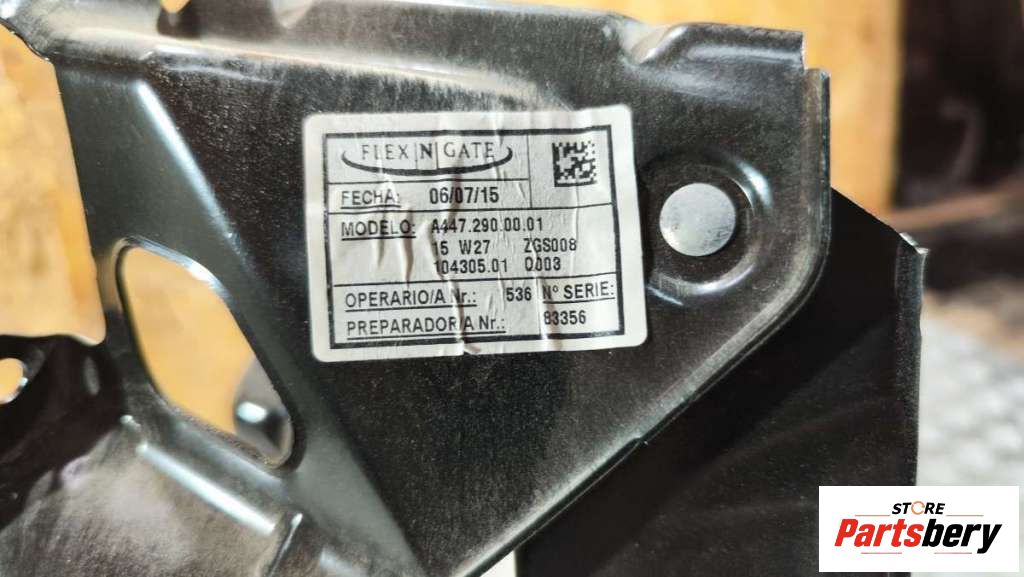 FLEX N GATE
FECHA: 06/07/15
MODELO: A447.290.00.01
15 W27 ZGS008
104305.01 Q003
OPERARIO/A Nr.: 536 Nº SERIE:
PREPARADOR/A Nr.: 83356
STORE
Partsbery